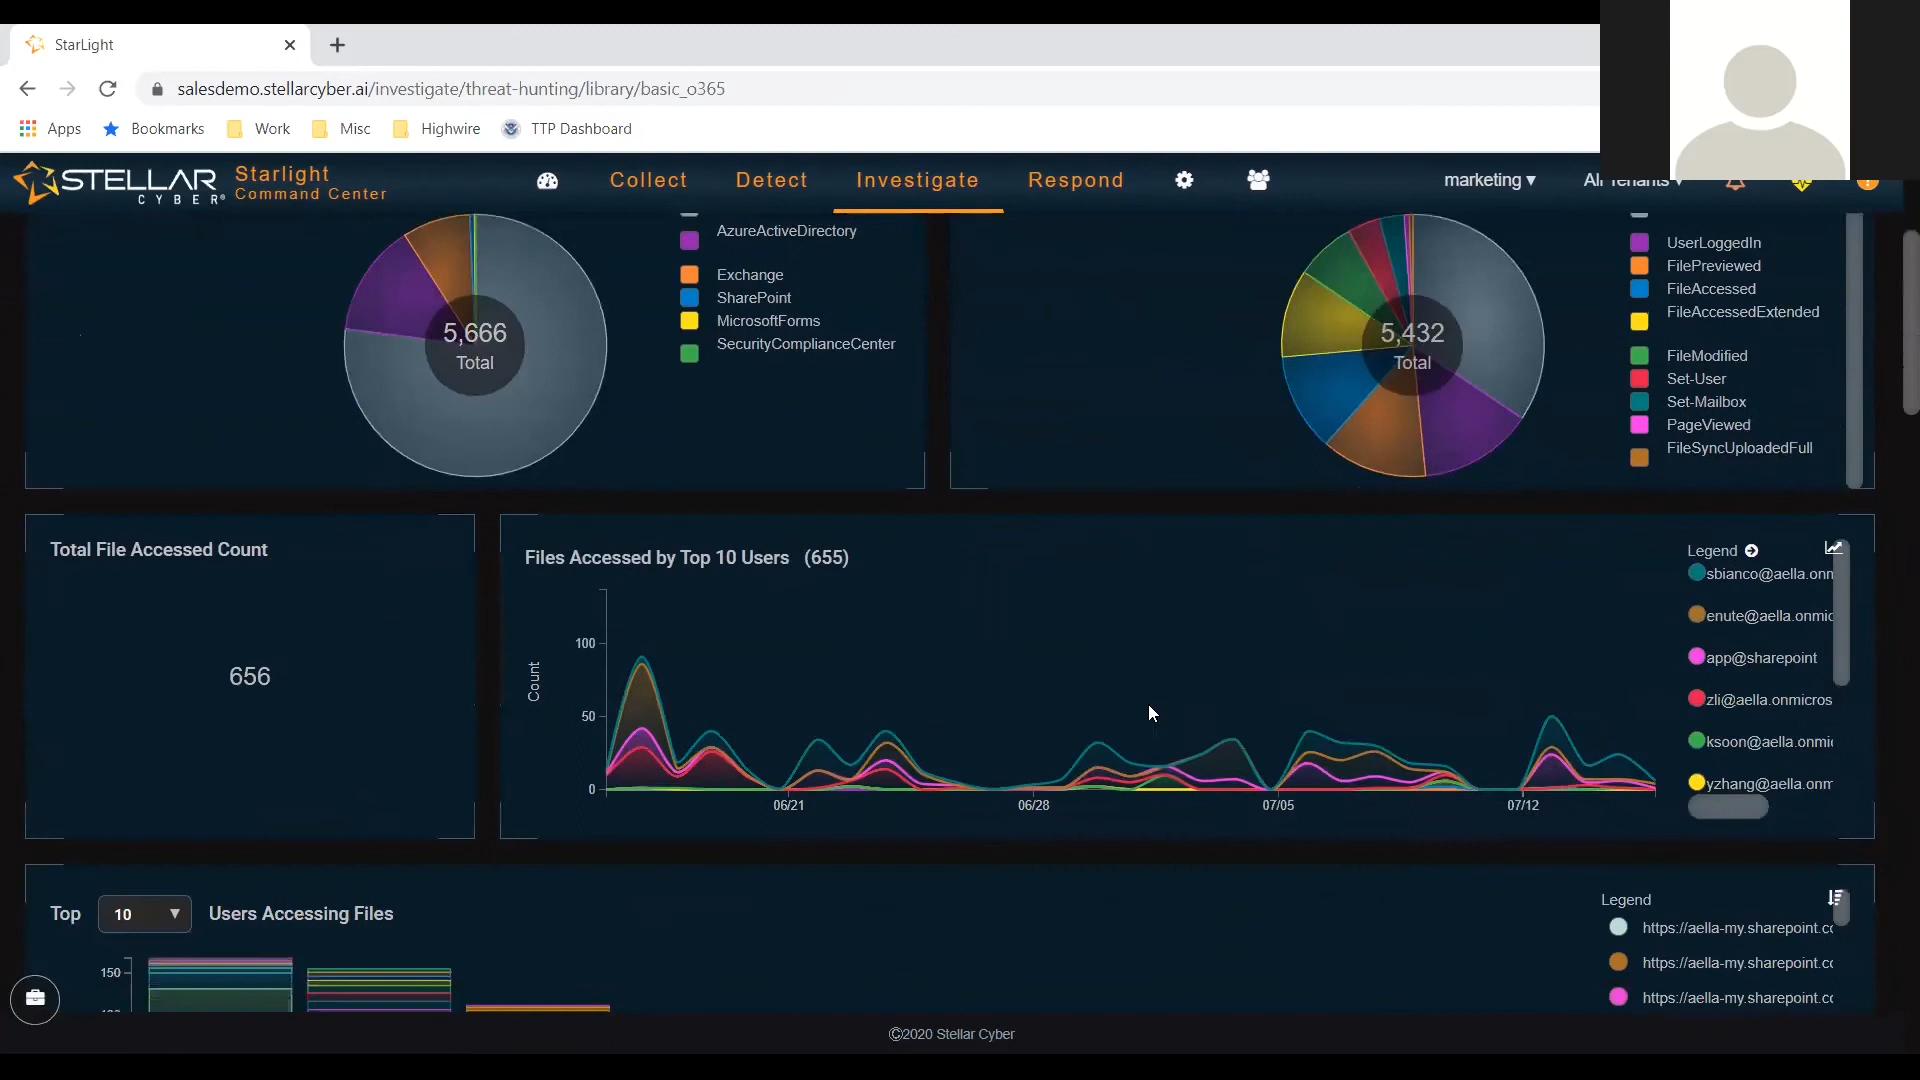 StarLight
salesdemo.stellarcyber.ai/investigate/threat-hunting/library/basic_o365
Apps Bookmarks Work Misc Highwire TTP Dashboard
STELLAR CYBER® Starlight Command Center
Collect Detect Investigate Respond marketing All Tenants
AzureActiveDirectory
Exchange
SharePoint
MicrosoftForms
SecurityComplianceCenter
5,666
Total
5,432
Total
UserLoggedIn
FilePreviewed
FileAccessed
FileAccessedExtended
FileModified
Set-User
Set-Mailbox
PageViewed
FileSyncUploadedFull
Total File Accessed Count
656
Files Accessed by Top 10 Users (655)
Count
100
50
0
06/21 06/28 07/05 07/12
Legend
sbianco@aella.onm
enute@aella.onmic
app@sharepoint
zli@aella.onmicros
ksoon@aella.onmi
yzhang@aella.onm
Top 10 Users Accessing Files
150
Legend
https://aella-my.sharepoint.co
https://aella-my.sharepoint.co
https://aella-my.sharepoint.co
©2020 Stellar Cyber